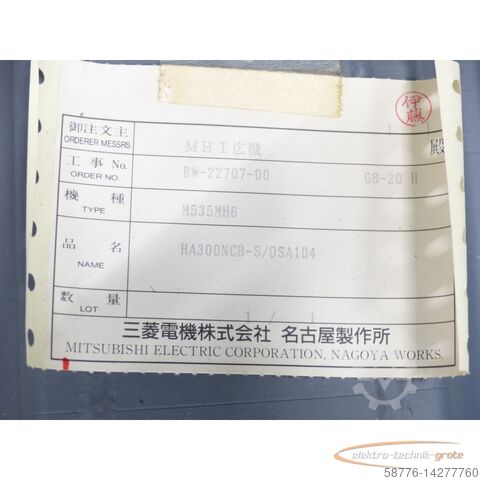 伊藤
御注文主
ORDERER MESSRS
MHI広機
殿
工事 No.
ORDER NO.
BW-22707-00
08-20 H
機種
TYPE
M535MH6
品名
NAME
HA300NCB-S/OSA104
数量
LOT
1 / 1
三菱電機株式会社 名古屋製作所
MITSUBISHI ELECTRIC CORPORATION, NAGOYA WORKS.
elektro-technik-grote
58776-14277760